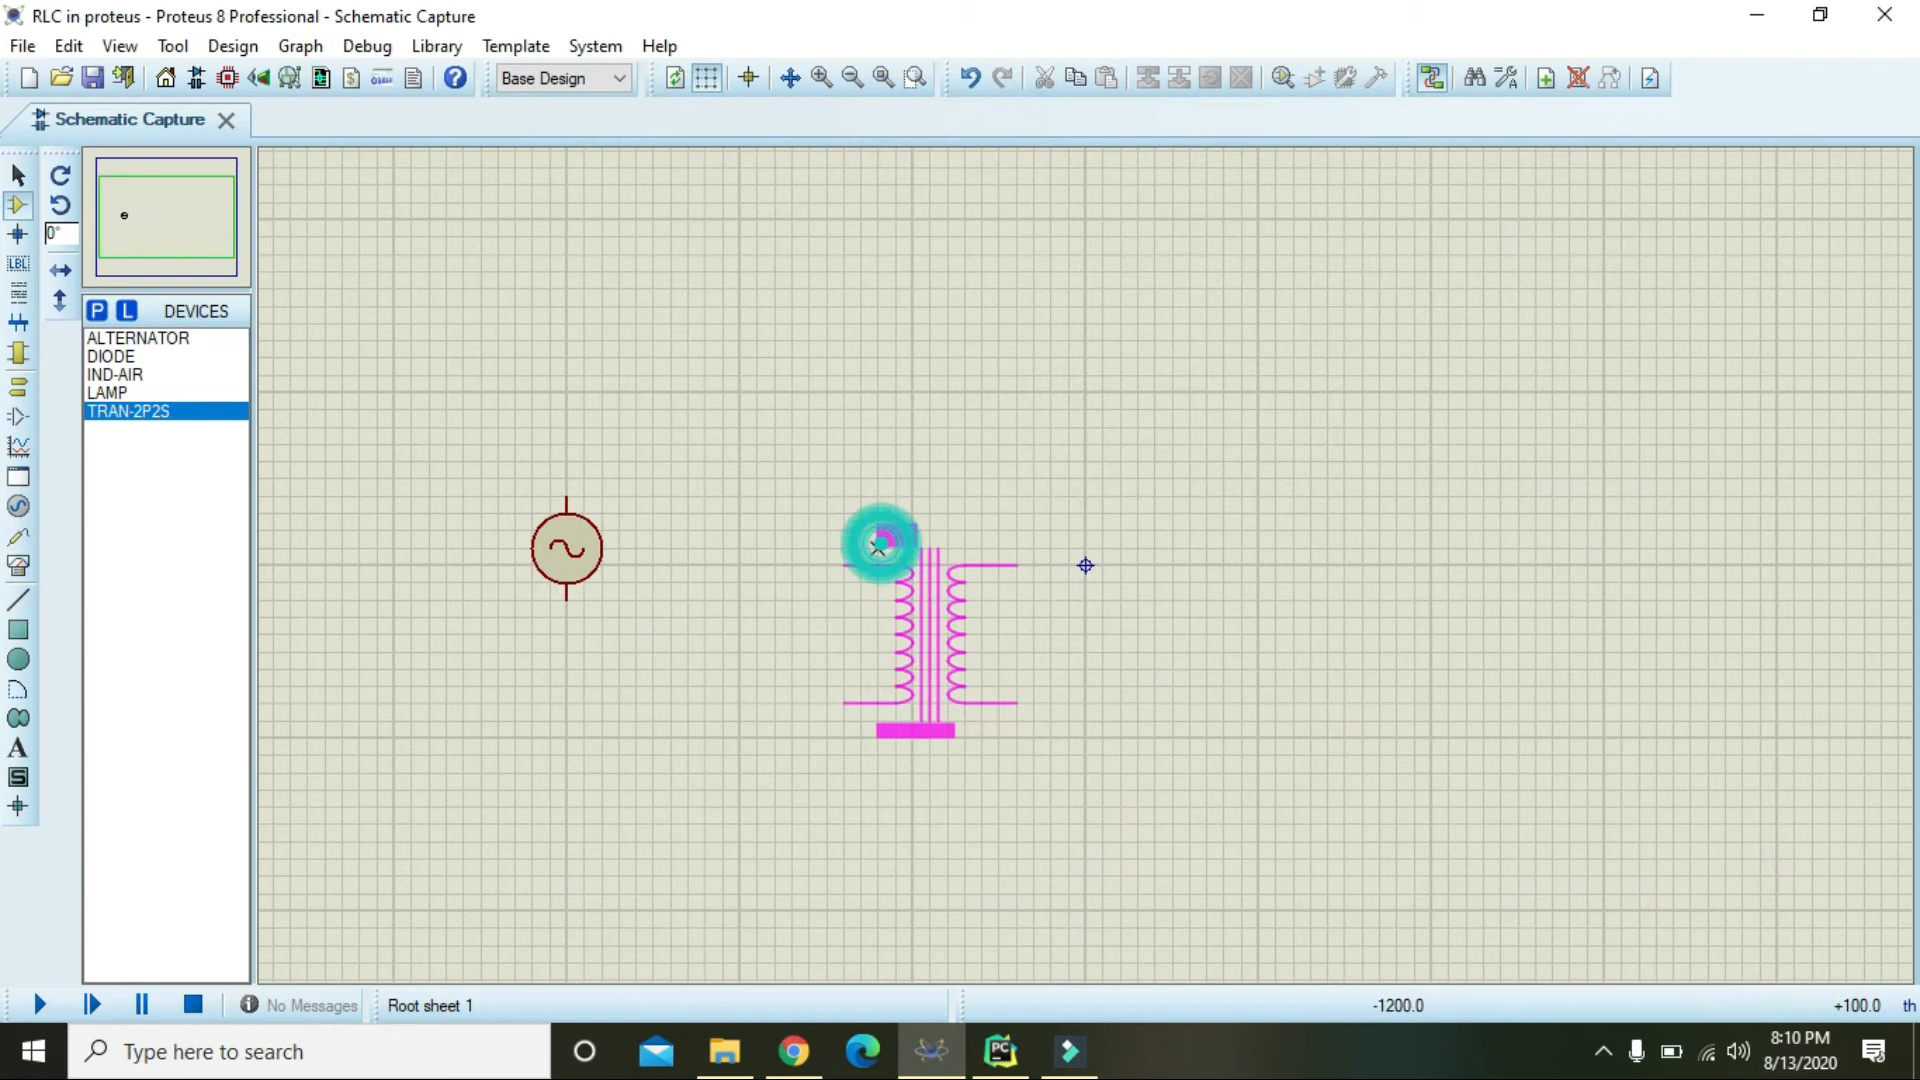 RLC in proteus - Proteus 8 Professional - Schematic Capture
File Edit View Tool Design Graph Debug Library Template System Help
Base Design
Schematic Capture
0°
LBL
P L DEVICES
ALTERNATOR
DIODE
IND-AIR
LAMP
TRAN-2P2S
A
S
No Messages
Root sheet 1
-1200.0
+100.0
th
Type here to search
PC
8:10 PM
8/13/2020